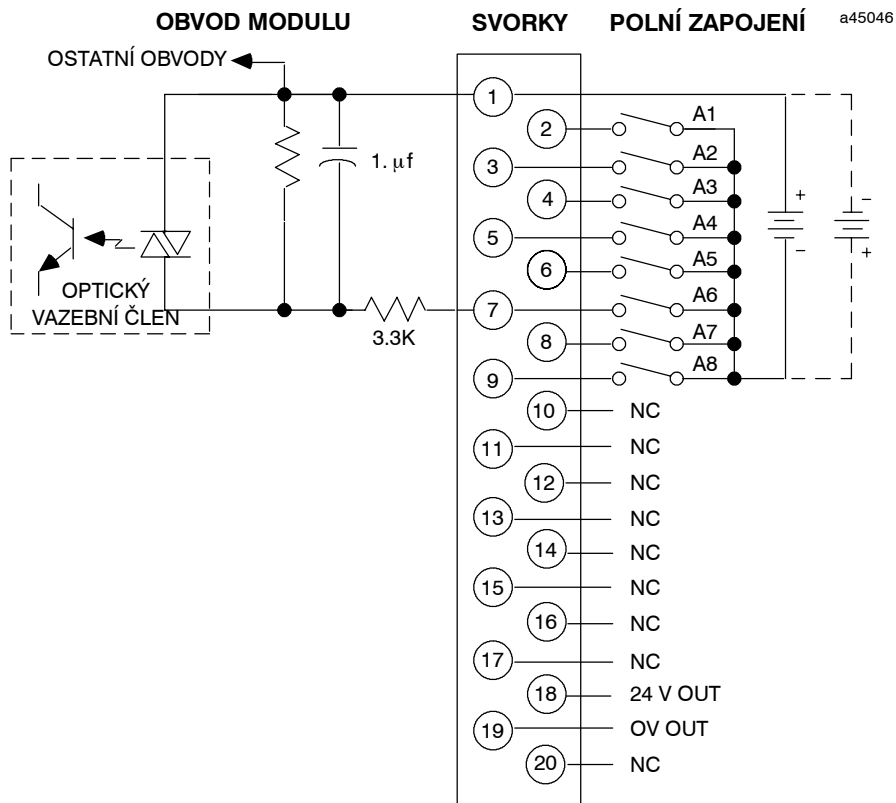 OBVOD MODULU SVORKY POLNÍ ZAPOJENÍ a45046
OSTATNÍ OBVODY
1
2 A1
3 A2
1. µf
4 A3
5 A4
6 A5
OPTICKÝ
VAZEBNÍ ČLEN
7 A6
3.3K
8 A7
9 A8
+ −
− +
10 NC
11 NC
12 NC
13 NC
14 NC
15 NC
16 NC
17 NC
18 24 V OUT
19 OV OUT
20 NC